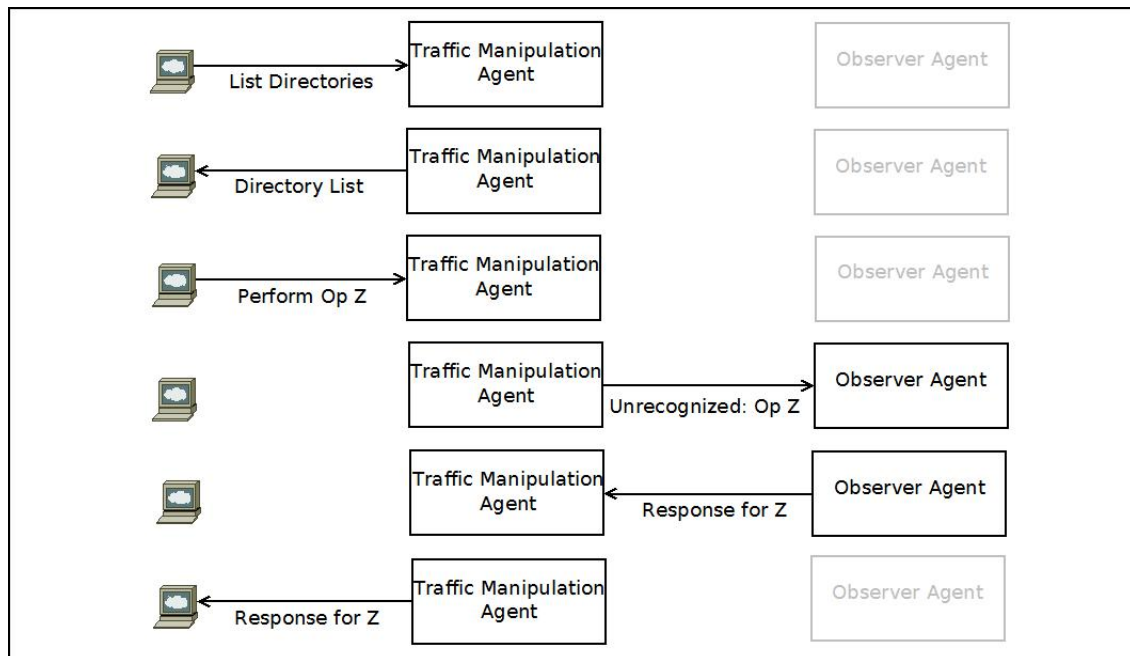 Traffic Manipulation
Agent
Observer Agent
List Directories
Traffic Manipulation
Agent
Observer Agent
Directory List
Traffic Manipulation
Agent
Observer Agent
Perform Op Z
Traffic Manipulation
Agent
Observer Agent
Unrecognized: Op Z
Traffic Manipulation
Agent
Observer Agent
Response for Z
Traffic Manipulation
Agent
Observer Agent
Response for Z